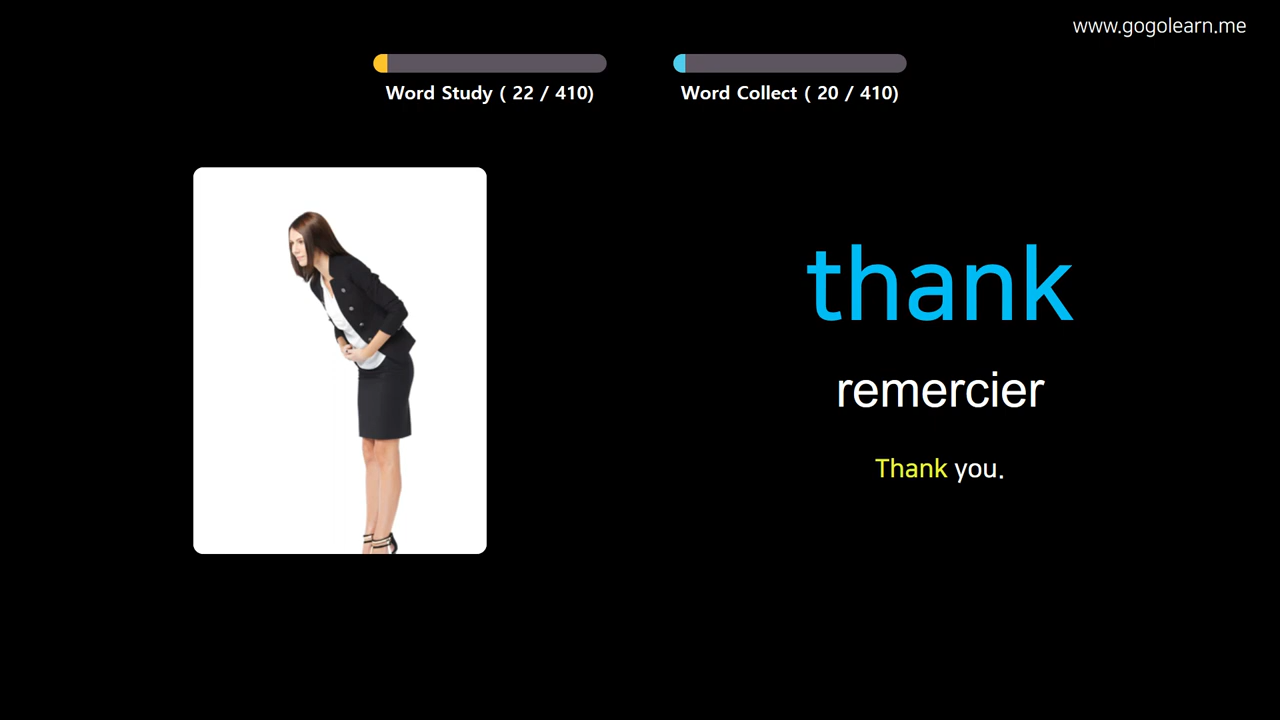 www.gogolearn.me
Word Study ( 22 / 410)
Word Collect ( 20 / 410)
thank
remercier
Thank you.